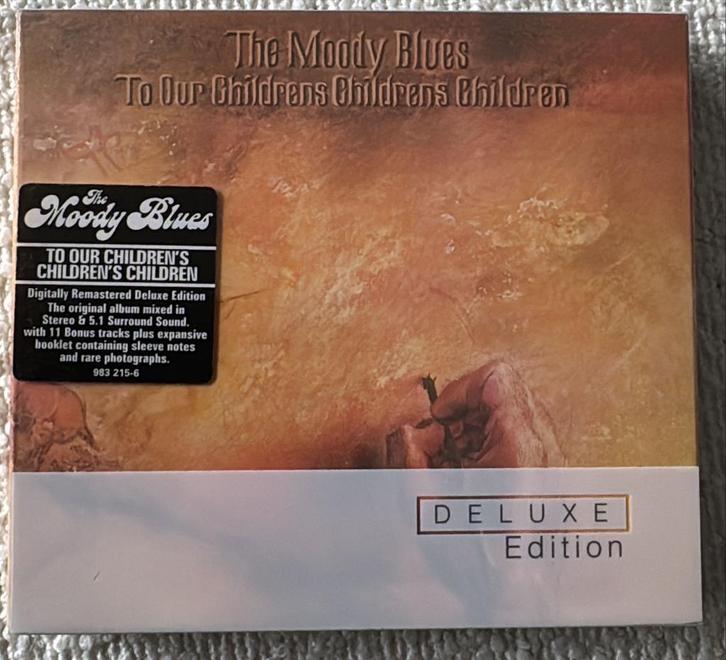 The Moody Blues
To Our Childrens Childrens Children
The
Moody Blues
TO OUR CHILDREN'S
CHILDREN'S CHILDREN
Digitally Remastered Deluxe Edition
The original album mixed in
Stereo & 5.1 Surround Sound.
with 11 Bonus tracks plus expansive
booklet containing sleeve notes
and rare photographs.
983 215-6
DELUXE
Edition